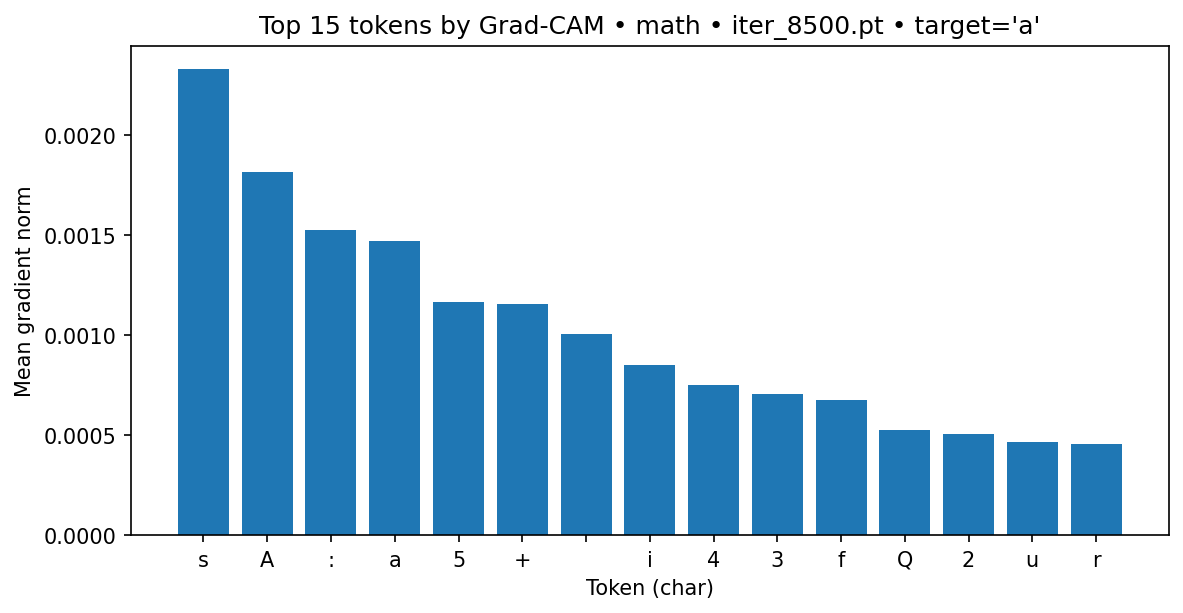 Top 15 tokens by Grad-CAM • math • iter_8500.pt • target='a'
Mean gradient norm
0.0020
0.0015
0.0010
0.0005
0.0000
s A : a 5 + i 4 3 f Q 2 u r
Token (char)